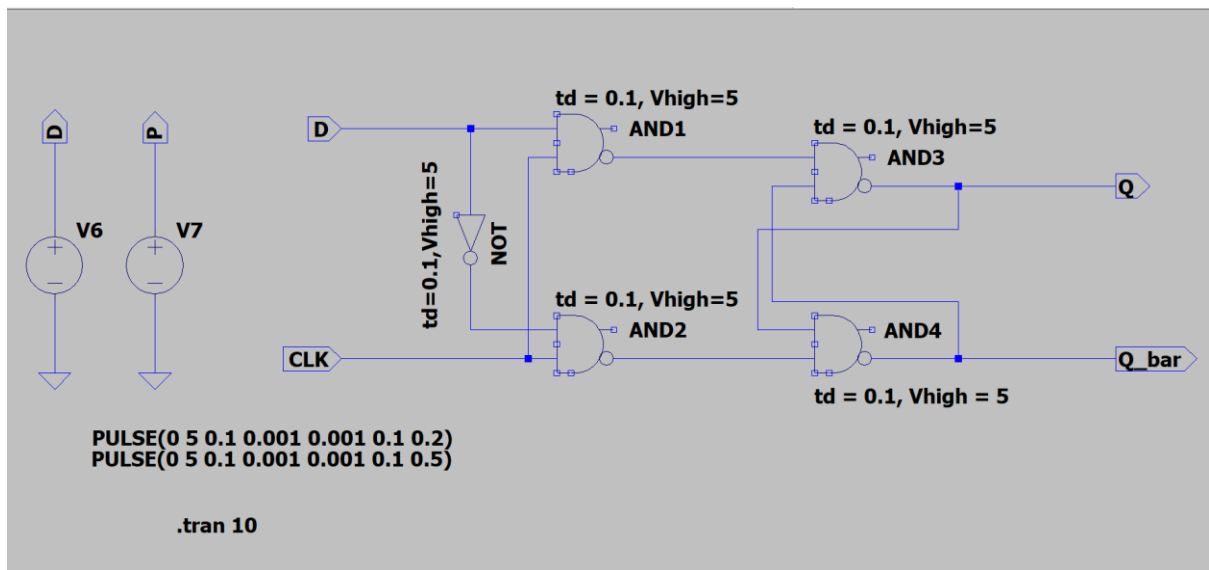 td = 0.1, Vhigh=5
D
P
D
AND1
td = 0.1, Vhigh=5
AND3
V6
V7
td=0.1,Vhigh=5
NOT
Q
td = 0.1, Vhigh=5
AND2
AND4
CLK
Q_bar
td = 0.1, Vhigh = 5
PULSE(0 5 0.1 0.001 0.001 0.1 0.2)
PULSE(0 5 0.1 0.001 0.001 0.1 0.5)
.tran 10